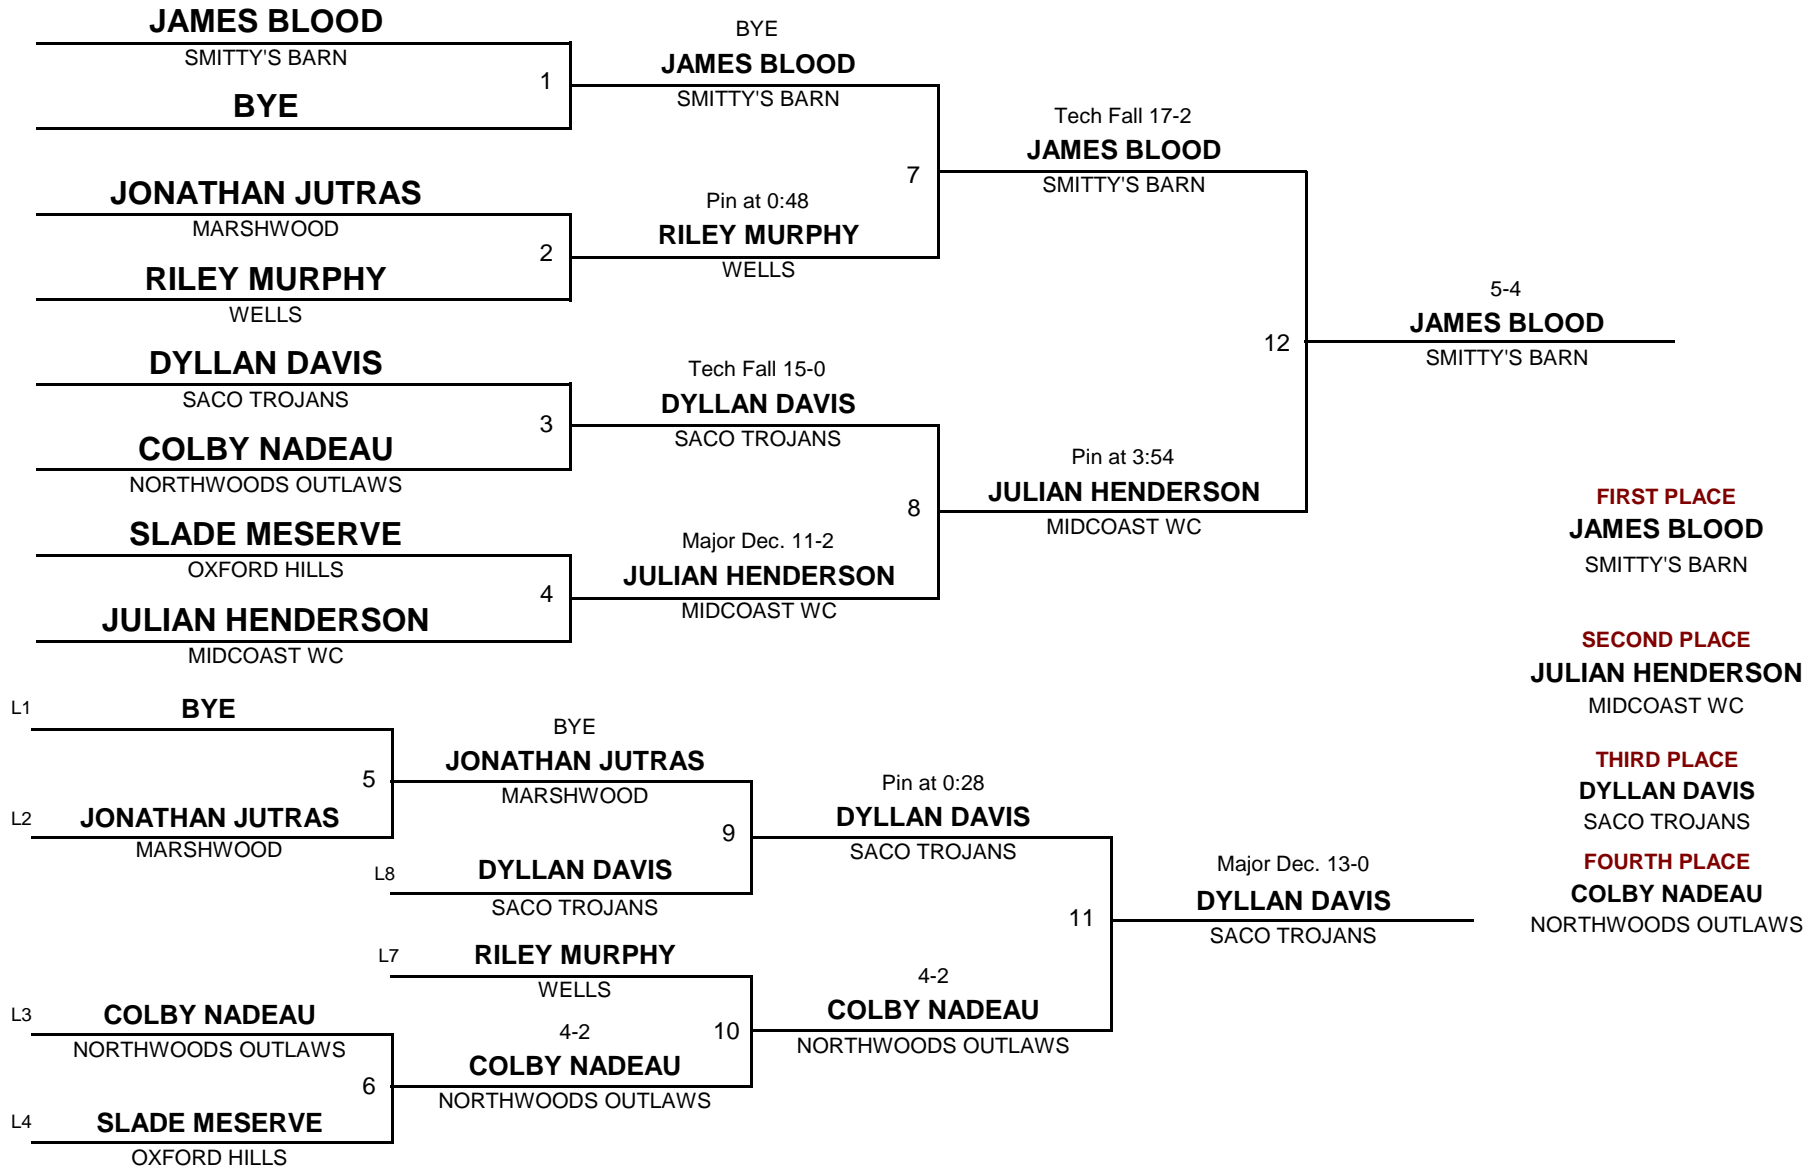 JAMES BLOOD
SMITTY'S BARN
1
BYE
BYE
JAMES BLOOD
SMITTY'S BARN
JONATHAN JUTRAS
MARSHWOOD
2
RILEY MURPHY
WELLS
Pin at 0:48
RILEY MURPHY
WELLS
7
Tech Fall 17-2
JAMES BLOOD
SMITTY'S BARN
DYLLAN DAVIS
SACO TROJANS
3
COLBY NADEAU
NORTHWOODS OUTLAWS
Tech Fall 15-0
DYLLAN DAVIS
SACO TROJANS
SLADE MESERVE
OXFORD HILLS
4
JULIAN HENDERSON
MIDCOAST WC
Major Dec. 11-2
JULIAN HENDERSON
MIDCOAST WC
8
Pin at 3:54
JULIAN HENDERSON
MIDCOAST WC
12
5-4
JAMES BLOOD
SMITTY'S BARN
FIRST PLACE
JAMES BLOOD
SMITTY'S BARN
SECOND PLACE
JULIAN HENDERSON
MIDCOAST WC
THIRD PLACE
DYLLAN DAVIS
SACO TROJANS
FOURTH PLACE
COLBY NADEAU
NORTHWOODS OUTLAWS
L1 BYE
5
L2 JONATHAN JUTRAS
MARSHWOOD
BYE
JONATHAN JUTRAS
MARSHWOOD
9
L8 DYLLAN DAVIS
SACO TROJANS
Pin at 0:28
DYLLAN DAVIS
SACO TROJANS
L7 RILEY MURPHY
WELLS
10
L3 COLBY NADEAU
NORTHWOODS OUTLAWS
6
L4 SLADE MESERVE
OXFORD HILLS
4-2
COLBY NADEAU
NORTHWOODS OUTLAWS
4-2
COLBY NADEAU
NORTHWOODS OUTLAWS
11
Major Dec. 13-0
DYLLAN DAVIS
SACO TROJANS